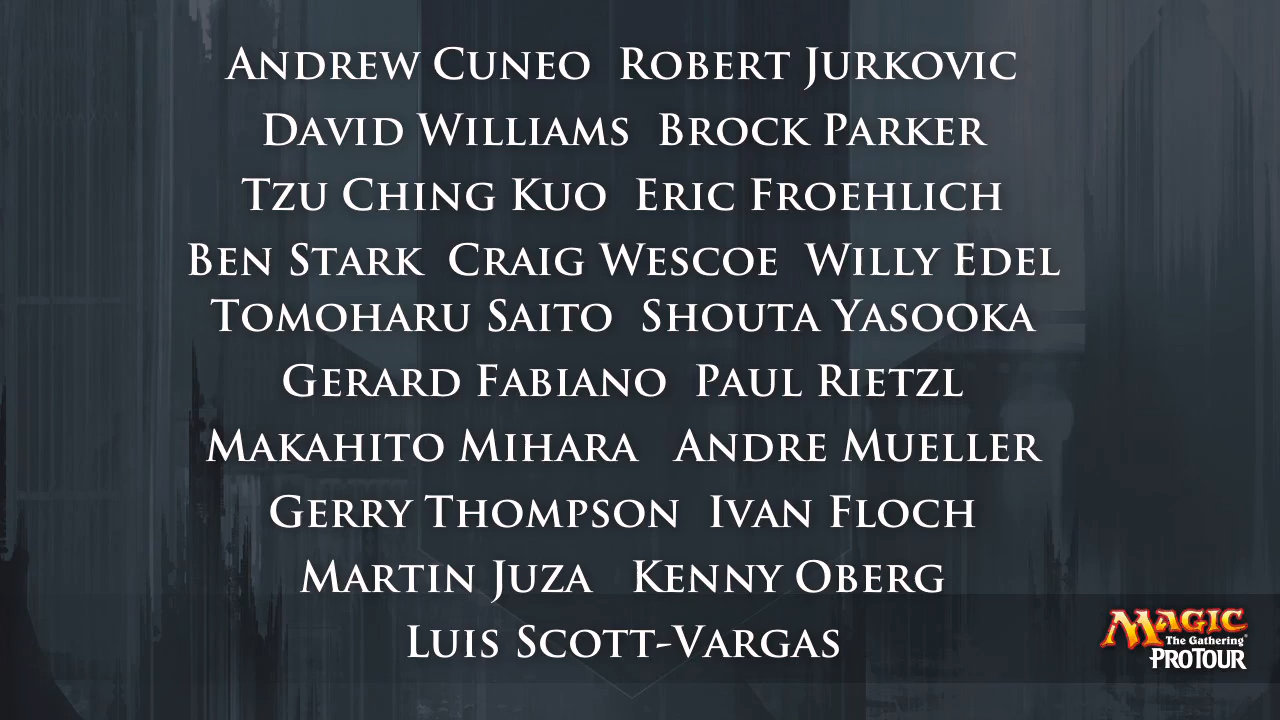 Andrew Cuneo Robert Jurkovic
David Williams Brock Parker
Tzu Ching Kuo Eric Froehlich
Ben Stark Craig Wescoe Willy Edel
Tomoharu Saito Shouta Yasooka
Gerard Fabiano Paul Rietzl
Makahito Mihara Andre Mueller
Gerry Thompson Ivan Floch
Martin Juza Kenny Oberg
Luis Scott-Vargas
Magic
The Gathering®
Pro Tour